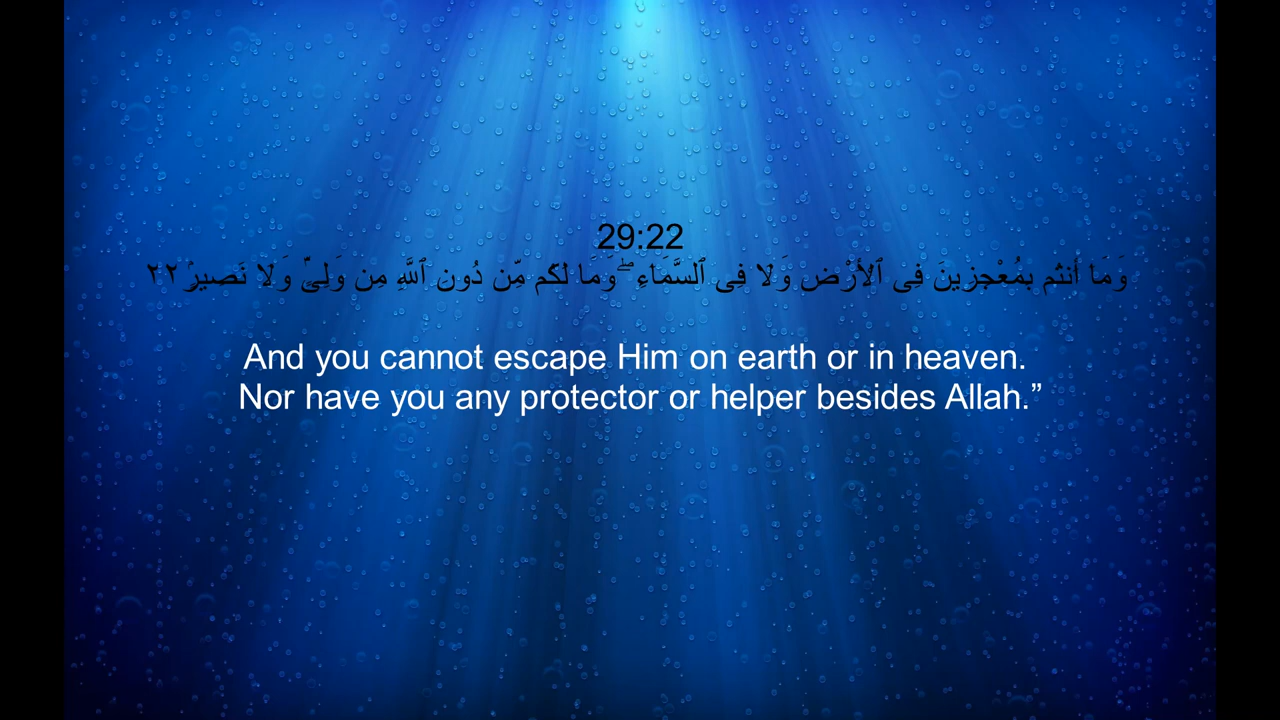 29:22
وَمَآ أَنتُم بِمُعْجِزِينَ فِى ٱلْأَرْضِ وَلَا فِى ٱلسَّمَآءِ ۖ وَمَا لَكُم مِّن دُونِ ٱللَّهِ مِن وَلِىٍّۢ وَلَا نَصِيرٍۢ ٢٢
And you cannot escape Him on earth or in heaven.
Nor have you any protector or helper besides Allah.”